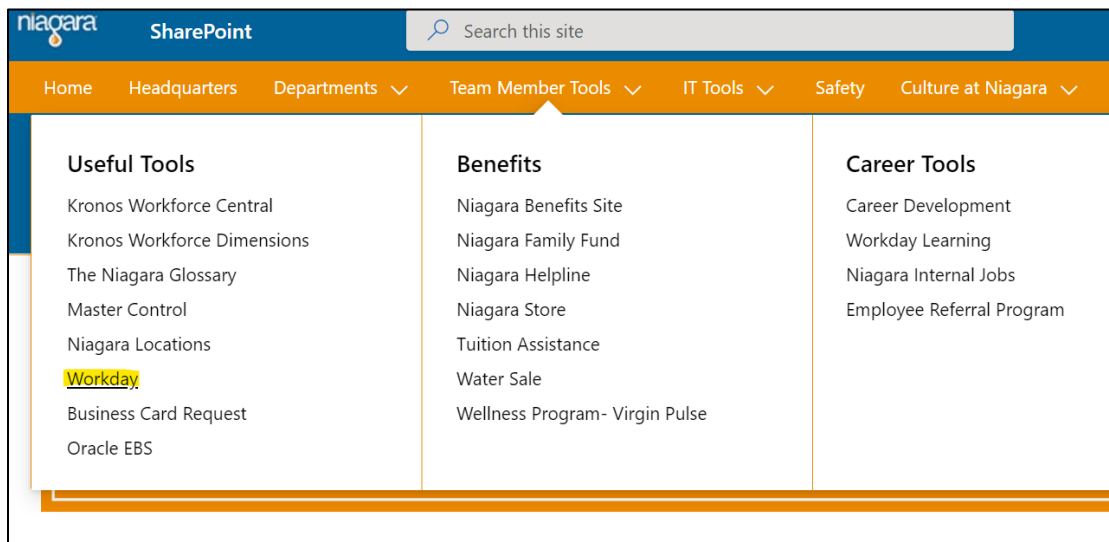 niagara
SharePoint
Search this site
Home Headquarters Departments Team Member Tools IT Tools Safety Culture at Niagara
Useful Tools
Kronos Workforce Central
Kronos Workforce Dimensions
The Niagara Glossary
Master Control
Niagara Locations
Workday
Business Card Request
Oracle EBS
Benefits
Niagara Benefits Site
Niagara Family Fund
Niagara Helpline
Niagara Store
Tuition Assistance
Water Sale
Wellness Program- Virgin Pulse
Career Tools
Career Development
Workday Learning
Niagara Internal Jobs
Employee Referral Program